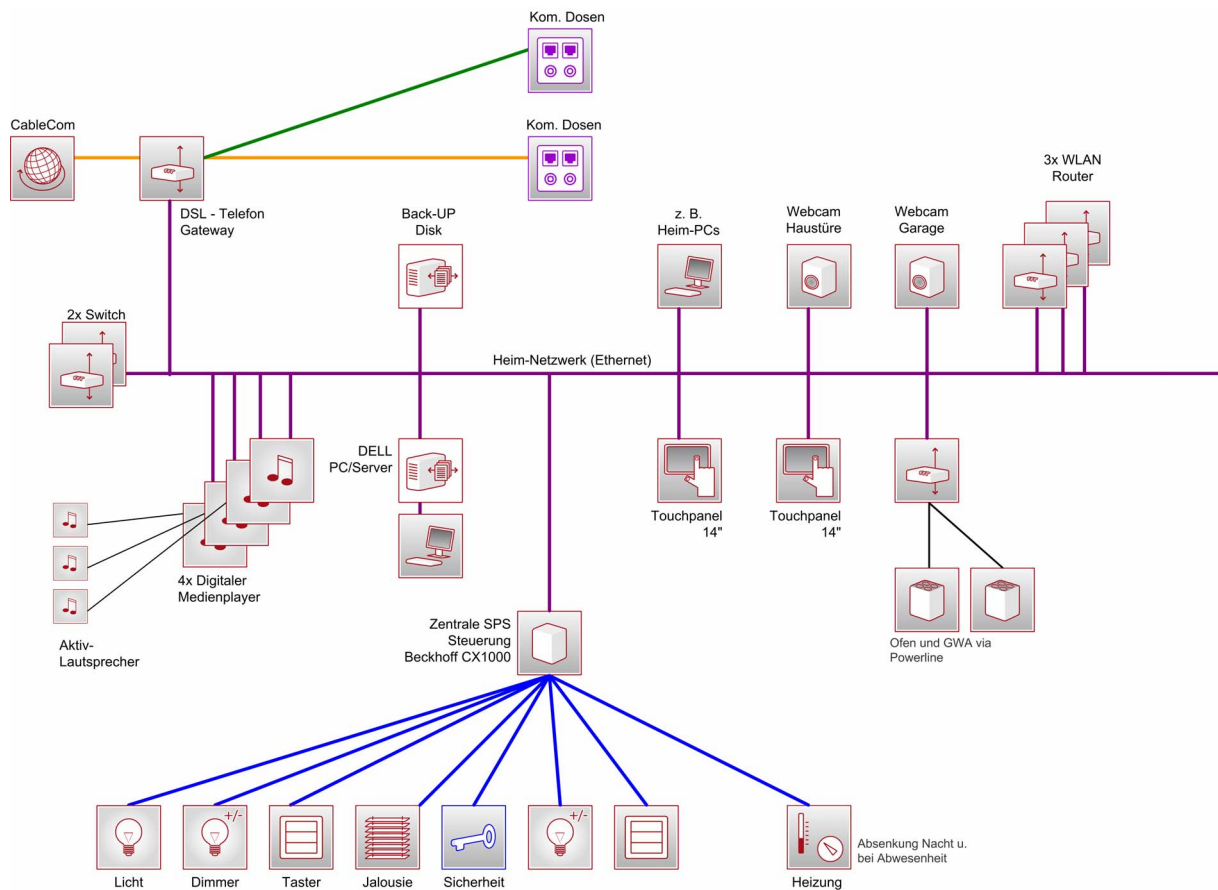 Kom. Dosen
CableCom
Kom. Dosen
3x WLAN
Router
DSL - Telefon
Gateway
Back-UP
Disk
z. B.
Heim-PCs
Webcam
Haustüre
Webcam
Garage
2x Switch
Heim-Netzwerk (Ethernet)
DELL
PC/Server
Touchpanel
14"
Touchpanel
14"
4x Digitaler
Medienplayer
Aktiv-
Lautsprecher
Zentrale SPS
Steuerung
Beckhoff CX1000
Ofen und GWA via
Powerline
+/-
+/-
Absenkung Nacht u.
bei Abwesenheit
Licht
Dimmer
Taster
Jalousie
Sicherheit
Heizung